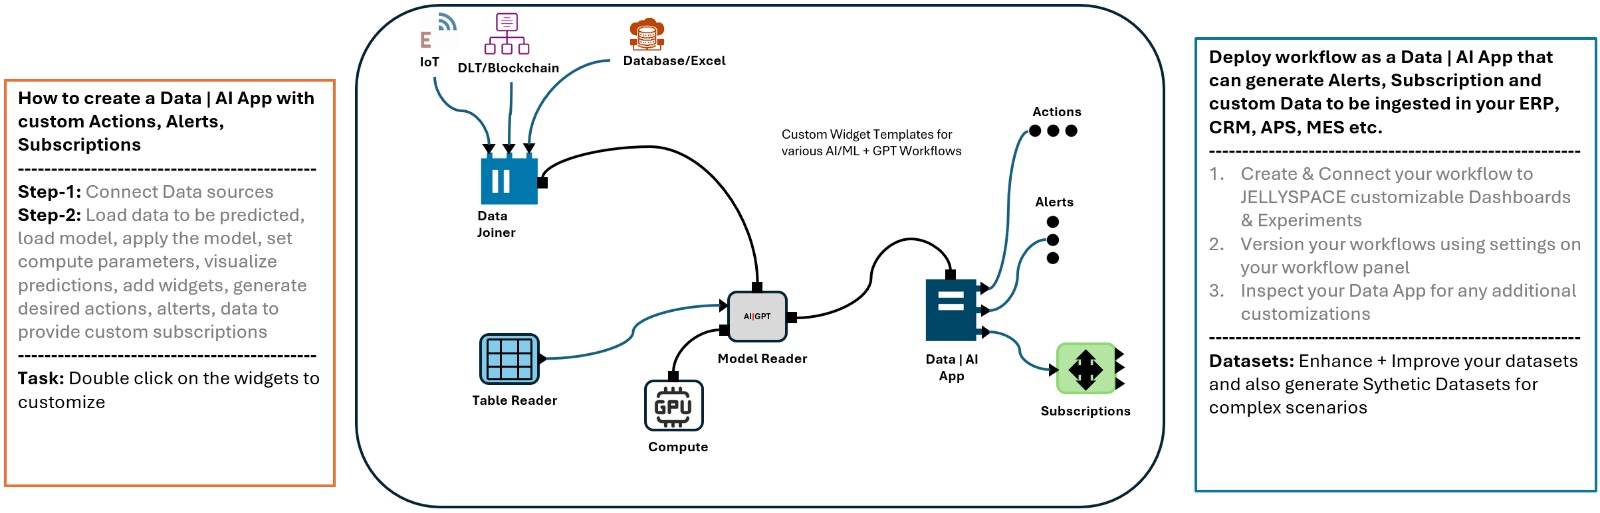 How to create a Data | AI App with
custom Actions, Alerts,
Subscriptions
Step-1: Connect Data sources
Step-2: Load data to be predicted,
load model, apply the model, set
compute parameters, visualize
predictions, add widgets, generate
desired actions, alterts, data to
provide custom subscriptions
Task: Double click on the widgets to
customize
E
IoT
DLT/Blockchain
Database/Excel
Data
Joiner
Custom Widget Templates for
various AI/ML + GPT Workflows
Actions
Alerts
AI|GPT
Model Reader
Table Reader
GPU
Compute
Data | AI
App
Subscriptions
Deploy workflow as a Data | AI App that
can generate Alerts, Subscription and
custom Data to be ingested in your ERP,
CRM, APS, MES etc.
1. Create & Connect your workflow to
JELLYSPACE customizable Dashboards
& Experiments
2. Version your workflows using settings on
your workflow panel
3. Inspect your Data App for any additional
customizations
Datasets: Enhance + Improve your datasets
and also generate Sythetic Datasets for
complex scenarios